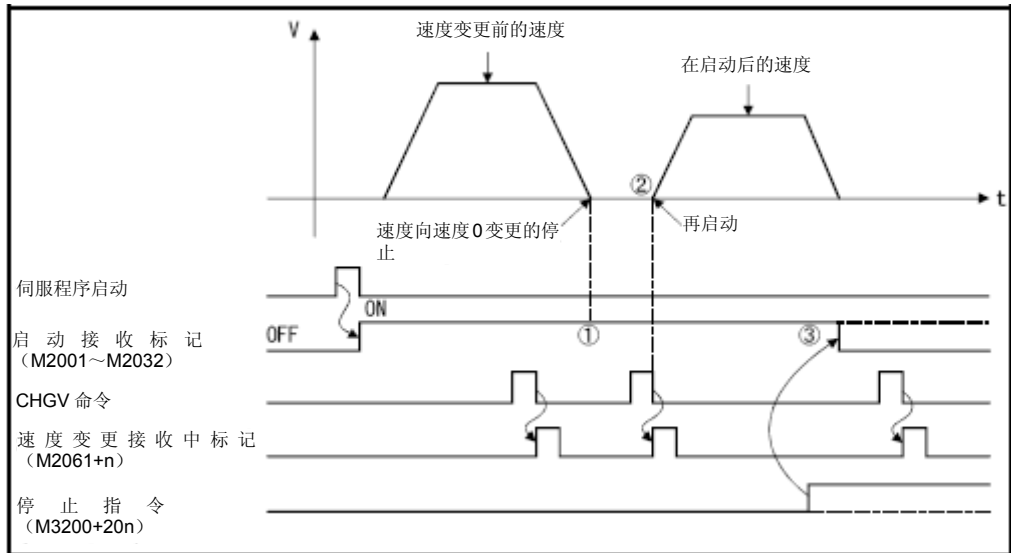 V
速度变更前的速度
在启动后的速度
②
t
速度向速度0变更的停
止
再启动
伺服程序启动
ON
启动接收标记
OFF
①
③
（M2001～M2032）
CHGV 命令
速度变更接收中标记
（M2061+n）
停止指令
（M3200+20n）